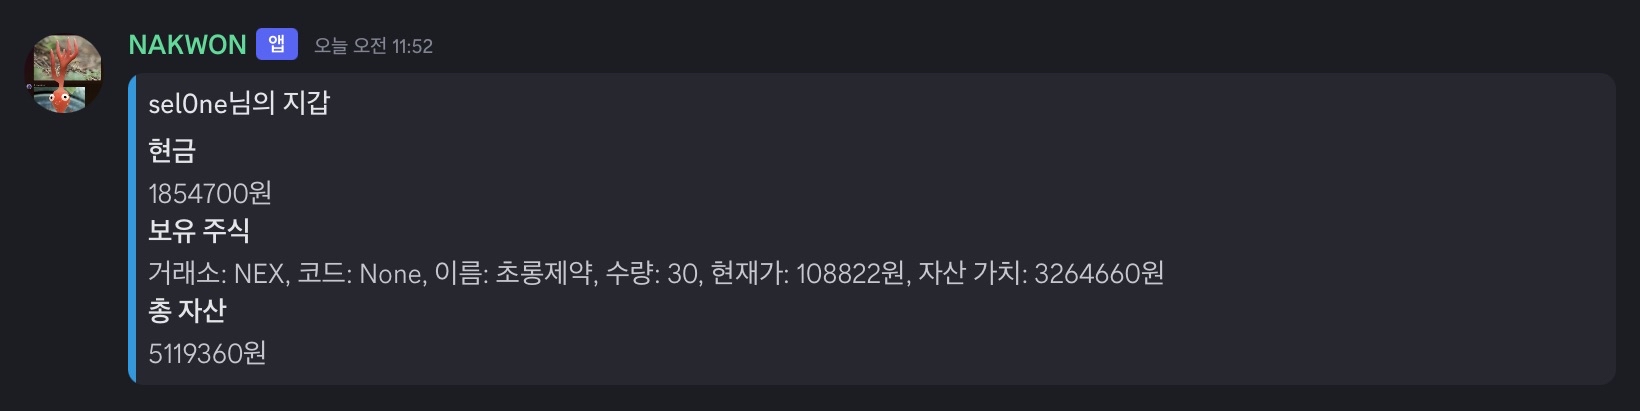 NAKWON 앱 오늘 오전 11:52
sel0ne님의 지갑
현금
1854700원
보유 주식
거래소: NEX, 코드: None, 이름: 초롱제약, 수량: 30, 현재가: 108822원, 자산 가치: 3264660원
총 자산
5119360원